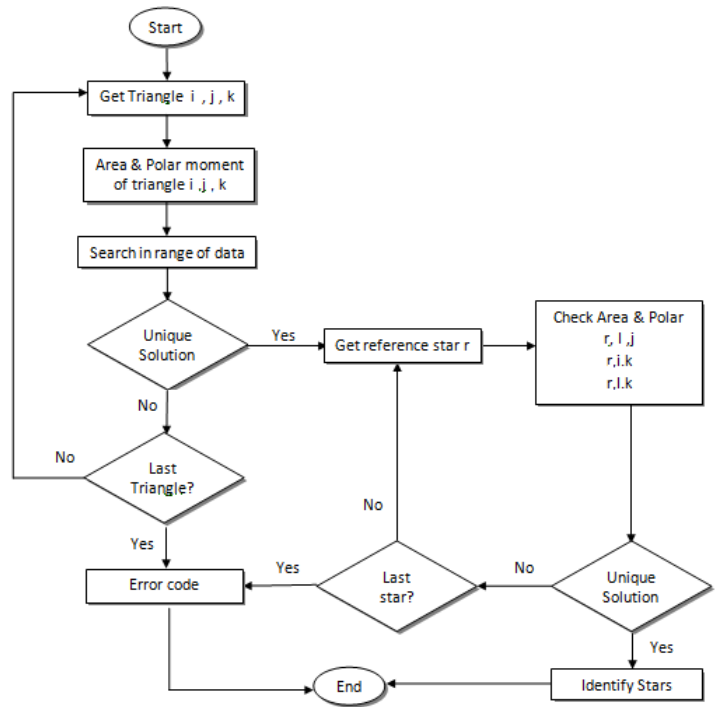 Start
Get Triangle i , j , k
Area & Polar moment
of triangle i ,j , k
Search in range of data
Unique
Solution
Yes
Get reference star r
Check Area & Polar
r, I ,j
r,i.k
r,I.k
No
Last
Triangle?
No
No
Yes
Error code
Yes
Last
star?
No
Unique
Solution
Yes
End
Identify Stars